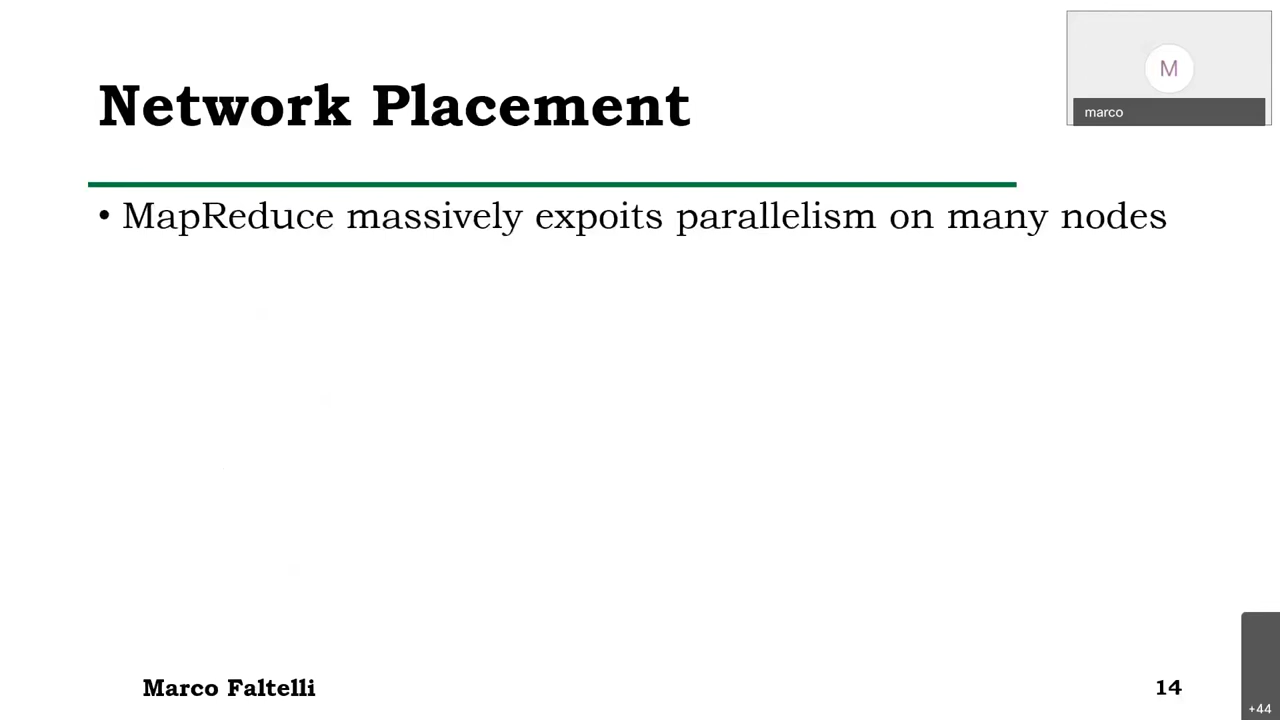 M
marco
Network Placement
• MapReduce massively expoits parallelism on many nodes
Marco Faltelli
14
+44